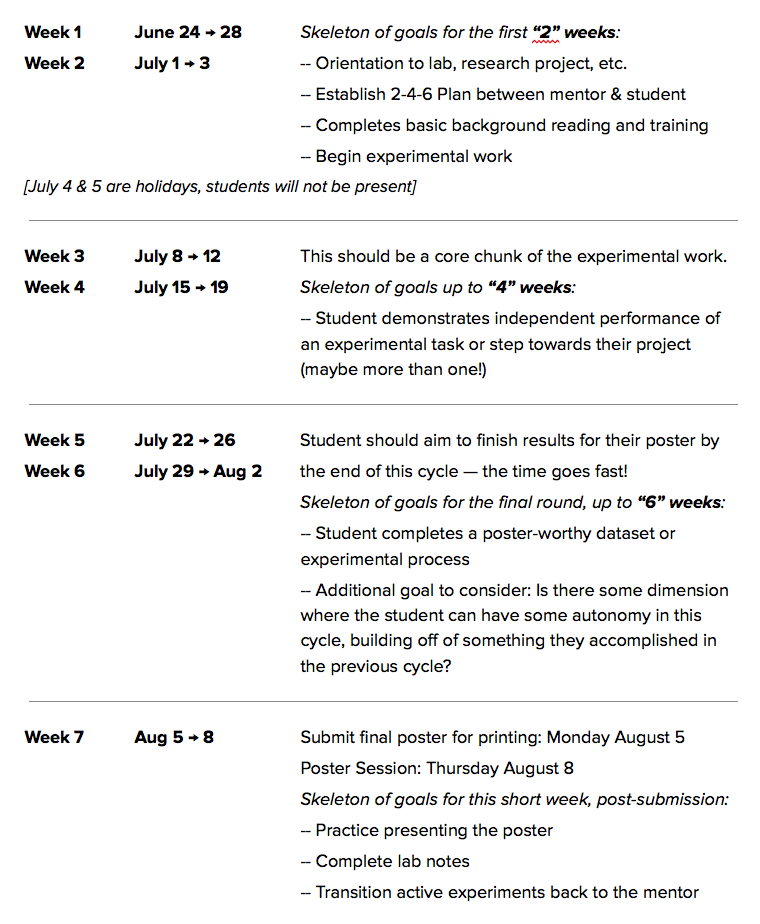 Week 1 June 24 → 28 Skeleton of goals for the first “2” weeks:
Week 2 July 1 → 3 -- Orientation to lab, research project, etc.
-- Establish 2-4-6 Plan between mentor & student
-- Completes basic background reading and training
-- Begin experimental work
[July 4 & 5 are holidays, students will not be present]
Week 3 July 8 → 12 This should be a core chunk of the experimental work.
Week 4 July 15 → 19 Skeleton of goals up to “4” weeks:
-- Student demonstrates independent performance of
an experimental task or step towards their project
(maybe more than one!)
Week 5 July 22 → 26 Student should aim to finish results for their poster by
Week 6 July 29 → Aug 2 the end of this cycle — the time goes fast!
Skeleton of goals for the final round, up to “6” weeks:
-- Student completes a poster-worthy dataset or
experimental process
-- Additional goal to consider: Is there some dimension
where the student can have some autonomy in this
cycle, building off of something they accomplished in
the previous cycle?
Week 7 Aug 5 → 8 Submit final poster for printing: Monday August 5
Poster Session: Thursday August 8
Skeleton of goals for this short week, post-submission:
-- Practice presenting the poster
-- Complete lab notes
-- Transition active experiments back to the mentor